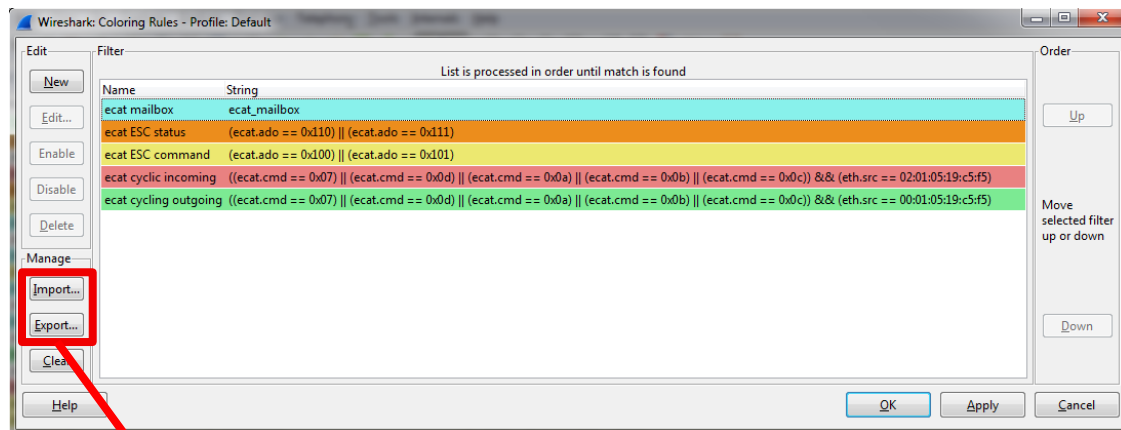 Wireshark: Coloring Rules - Profile: Default
Edit
Filter
Order
List is processed in order until match is found
New
Name String
ecat mailbox ecat_mailbox
Edit...
Up
ecat ESC status (ecat.ado == 0x110) || (ecat.ado == 0x111)
Enable
ecat ESC command (ecat.ado == 0x100) || (ecat.ado == 0x101)
ecat cyclic incoming ((ecat.cmd == 0x07) || (ecat.cmd == 0x0d) || (ecat.cmd == 0x0a) || (ecat.cmd == 0x0b) || (ecat.cmd == 0x0c)) && (eth.src == 02:01:05:19:c5:f5)
Disable
ecat cycling outgoing ((ecat.cmd == 0x07) || (ecat.cmd == 0x0d) || (ecat.cmd == 0x0a) || (ecat.cmd == 0x0b) || (ecat.cmd == 0x0c)) && (eth.src == 00:01:05:19:c5:f5)
Delete
Move
selected filter
up or down
Manage
Import...
Export...
Down
Help
OK
Apply
Cancel